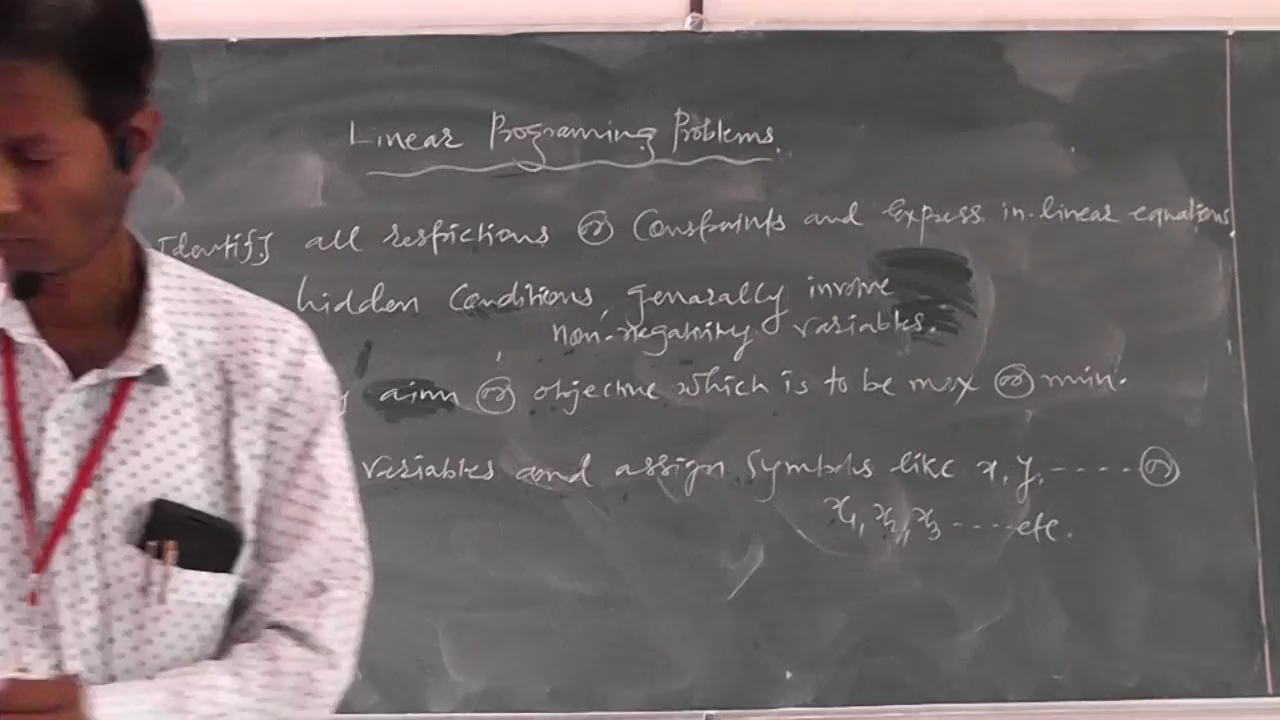 Linear Programing Problems.
Identify all restrictions or Constraints and express in-linear equations
hidden Conditions, generally involve
non-negativity variables.
aim or objective which is to be max or min.
variables and assign symbols like x, y, ----- or
x1, x2, x3 ----- etc.